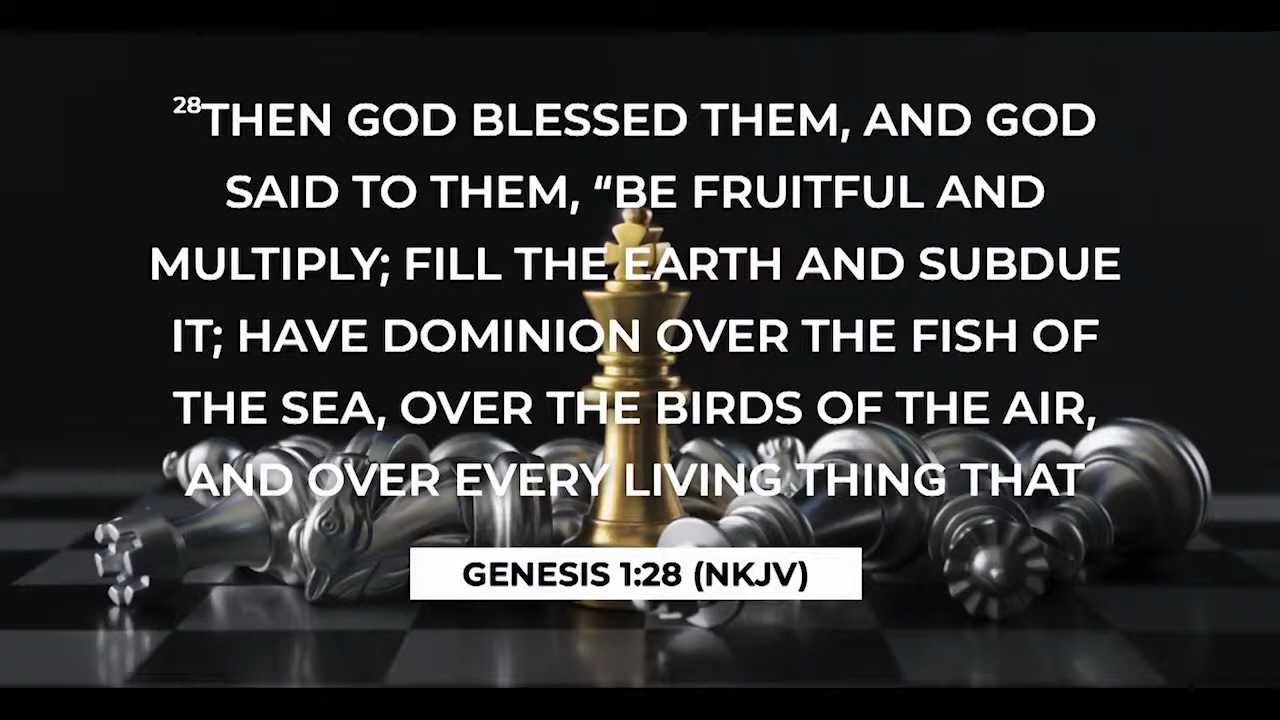 28THEN GOD BLESSED THEM, AND GOD
SAID TO THEM, “BE FRUITFUL AND
MULTIPLY; FILL THE EARTH AND SUBDUE
IT; HAVE DOMINION OVER THE FISH OF
THE SEA, OVER THE BIRDS OF THE AIR,
AND OVER EVERY LIVING THING THAT
GENESIS 1:28 (NKJV)